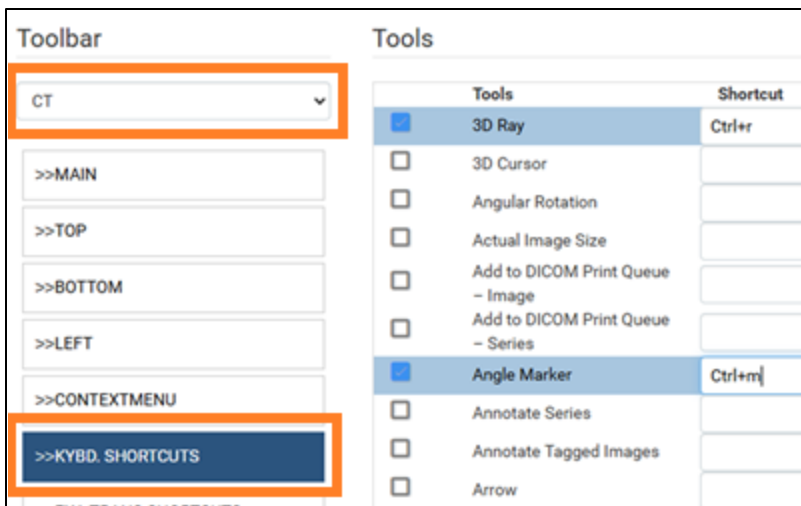 Toolbar
Tools
CT
Tools Shortcut
3D Ray Ctrl+r
>>MAIN
3D Cursor
Angular Rotation
>>TOP
Actual Image Size
>>BOTTOM
Add to DICOM Print Queue
– Image
>>LEFT
Add to DICOM Print Queue
– Series
Angle Marker Ctrl+m
>>CONTEXTMENU
Annotate Series
>>KYBD. SHORTCUTS
Annotate Tagged Images
Arrow